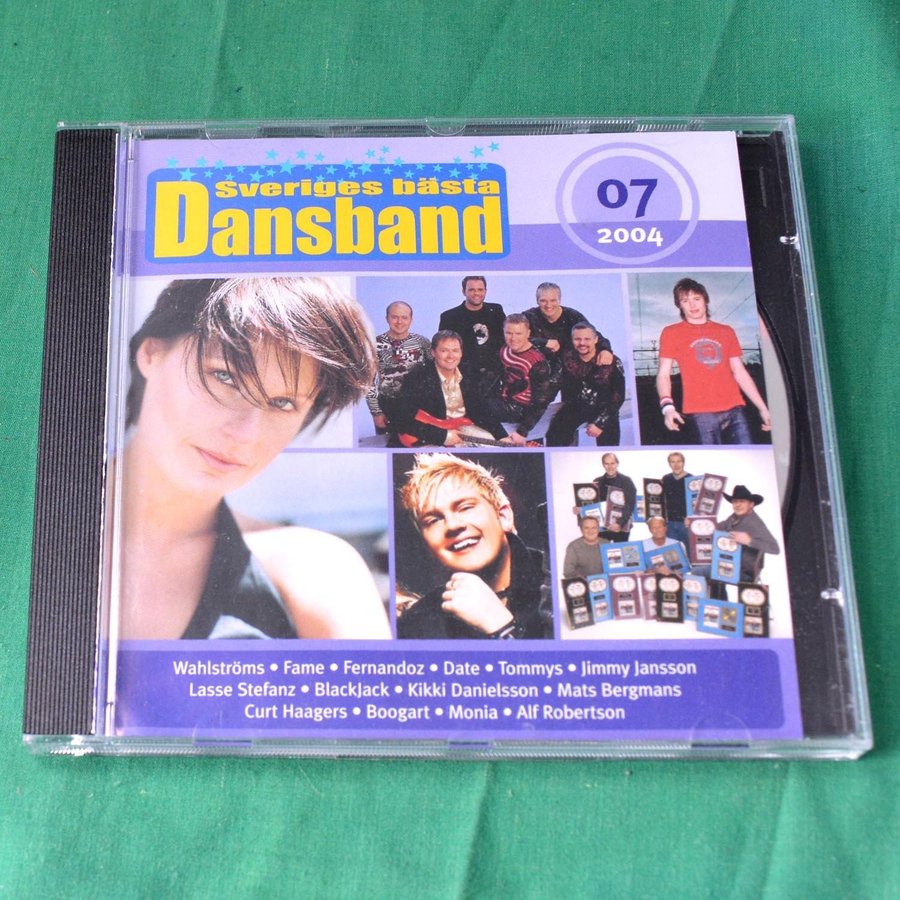 Sveriges bästa
Dansband
07
2004
Wahlströms • Fame • Fernandoz • Date • Tommys • Jimmy Jansson
Lasse Stefanz • BlackJack • Kikki Danielsson • Mats Bergmans
Curt Haagers • Boogart • Monia • Alf Robertson